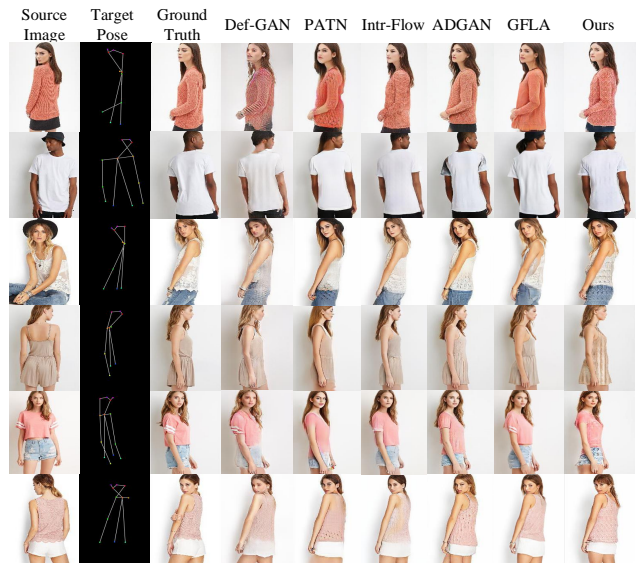 Source Image
Target Pose
Ground Truth
Def-GAN
PATN
Intr-Flow
ADGAN
GFLA
Ours